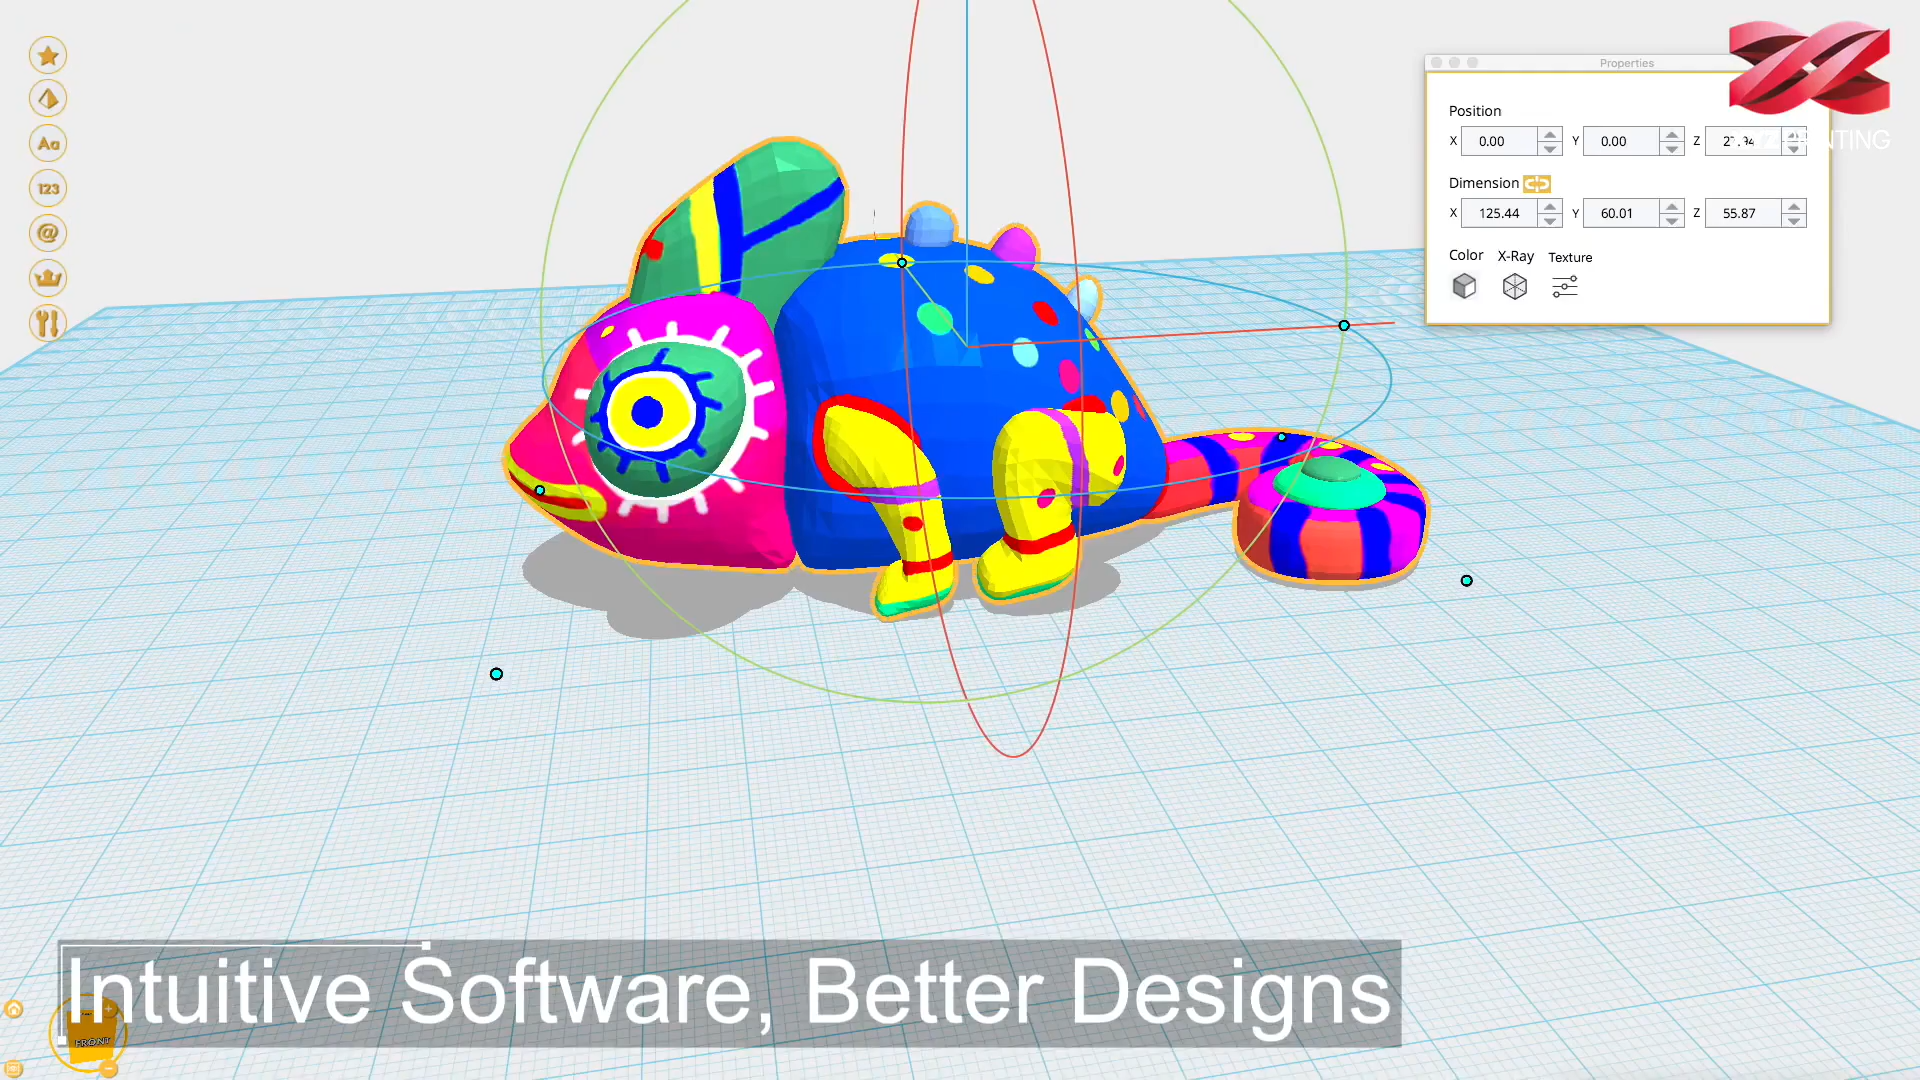 Properties
Position
X 0.00 Y 0.00 Z
Dimension
X 125.44 Y 60.01 Z 55.87
Color X-Ray Texture
Aa
123
@
Intuitive Software, Better Designs
FRONT